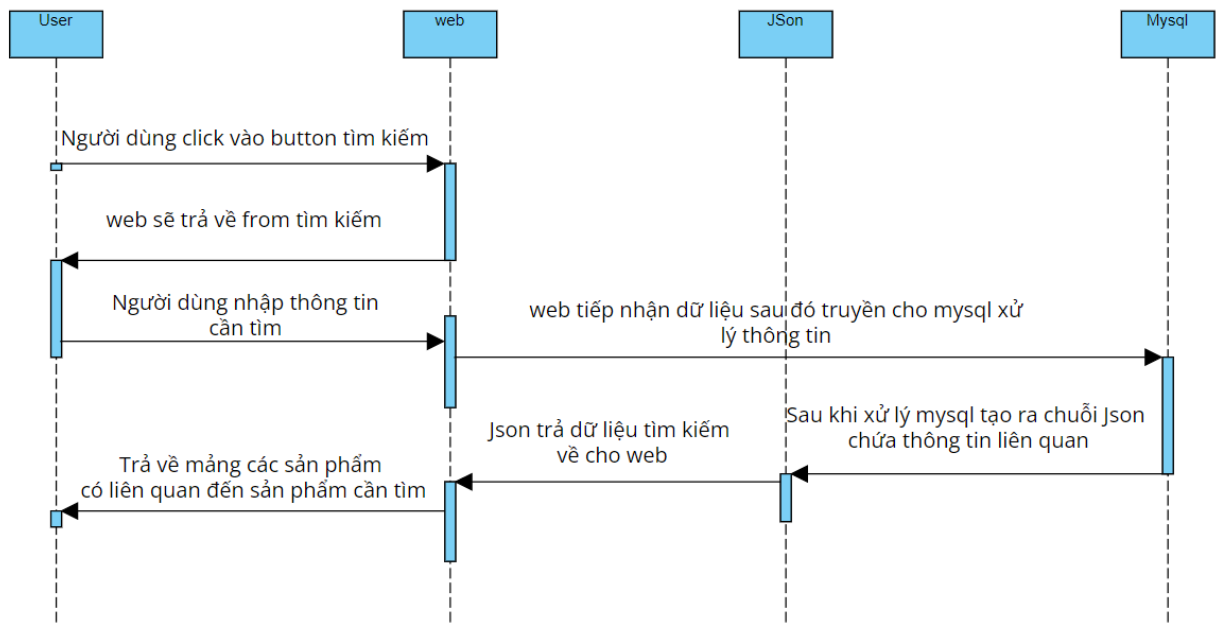 User
web
JSon
Mysql
Người dùng click vào button tìm kiếm
web sẽ trả về from tìm kiếm
Người dùng nhập thông tin
cần tìm
web tiếp nhận dữ liệu sau đó truyền cho mysql xử
lý thông tin
Sau khi xử lý mysql tạo ra chuỗi Json
chứa thông tin liên quan
Json trả dữ liệu tìm kiếm
về cho web
Trả về mảng các sản phẩm
có liên quan đến sản phẩm cần tìm